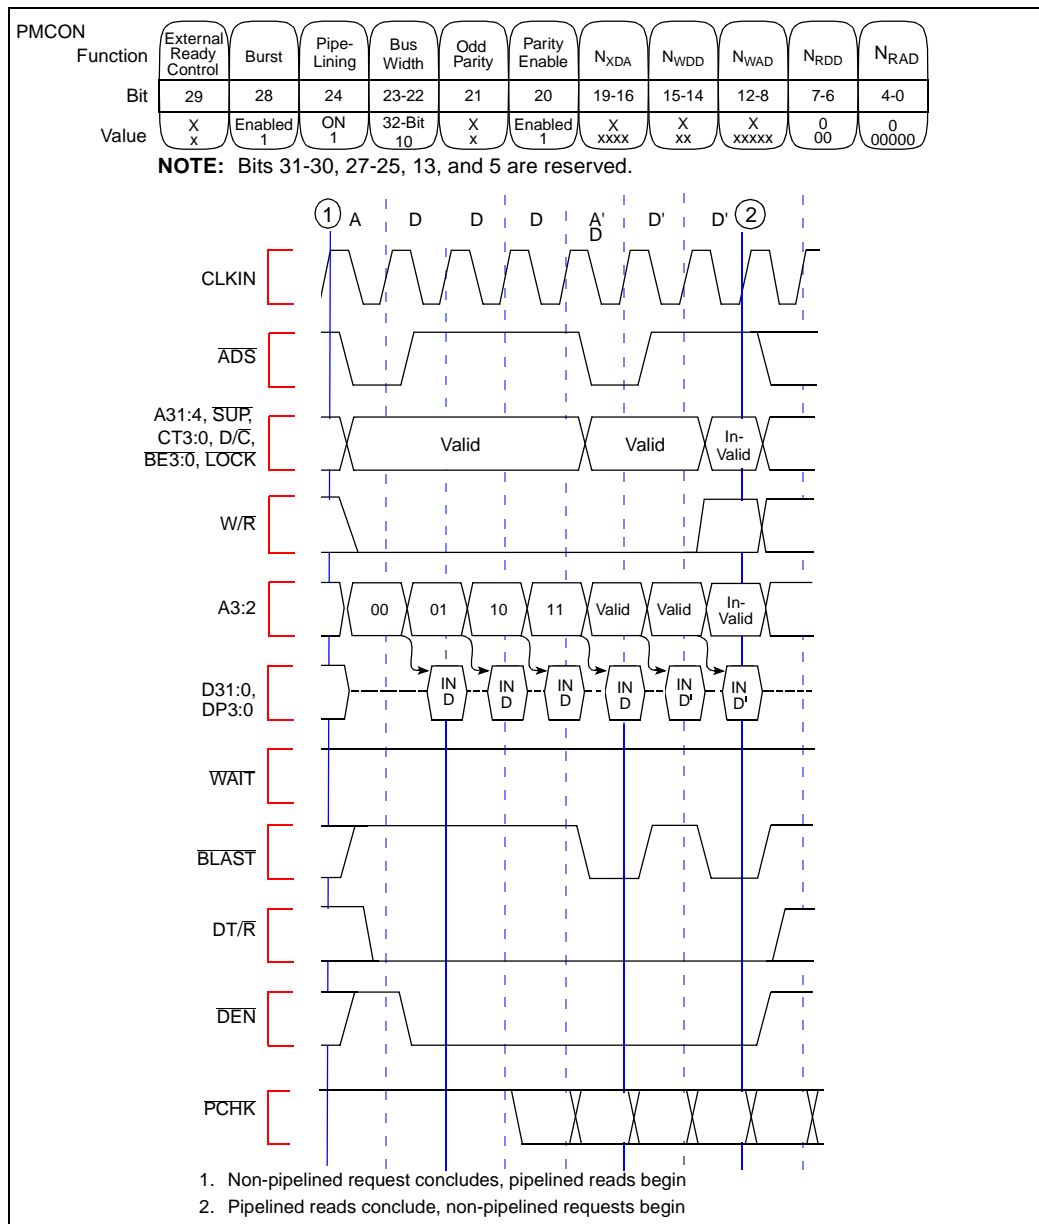 PMCON
Function
External Ready Control
Burst
Pipe-Lining
Bus Width
Odd Parity
Parity Enable
NXDA
NWDD
NWAD
NRDD
NRAD
Bit 29 28 24 23-22 21 20 19-16 15-14 12-8 7-6 4-0
Value
X x
Enabled 1
ON 1
32-Bit 10
X x
Enabled 1
X xxxx
X xx
X xxxxx
0 00
0 00000
NOTE: Bits 31-30, 27-25, 13, and 5 are reserved.
1 A D D D A' D D' D' 2
CLKIN
ADS
A31:4, SUP,
CT3:0, D/C,
BE3:0, LOCK
Valid Valid In-Valid
W/R
A3:2
00 01 10 11 Valid Valid In-Valid
D31:0,
DP3:0
IN D IN D IN D IN D IN D' IN D'
WAIT
BLAST
DT/R
DEN
PCHK
1. Non-pipelined request concludes, pipelined reads begin
2. Pipelined reads conclude, non-pipelined requests begin